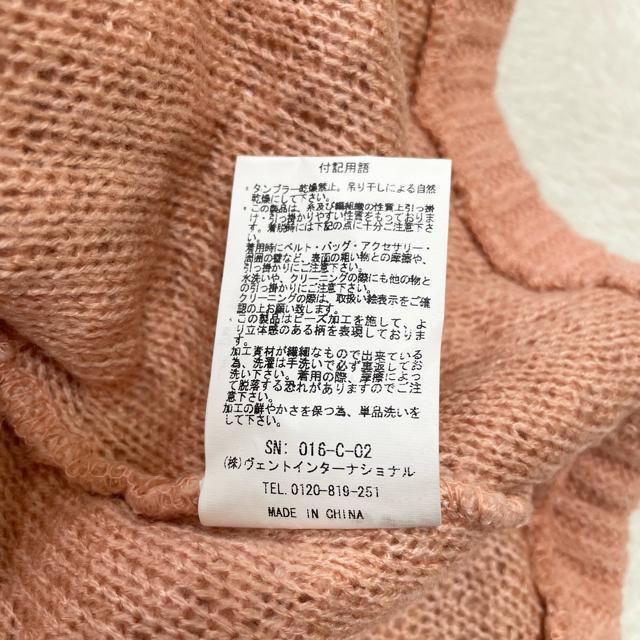 付記用語
・タンブラー乾燥禁止。吊り干しによる自然
乾燥にして下さい。
・この製品は、糸及び繊細織の性質上引っ掛
け・引っ掛かりやすい性質をもっておりま
す。着脱時には下記の点に十分ご注意下さ
い。
着用時にベルト・バッグ・アクセサリー・
周囲の壁など、表面の粗い物との摩擦や、
引っ掛かりにご注意下さい。
水洗いや、クリーニングの際にも他の物と
の引っ掛かりにご注意下さい。
クリーニングの際は、取扱い絵表示をご確
認の上お願い致します。
・この製品はビーズ加工を施して、よ
り立体感のある柄を表現しておりま
す。
加工資材が繊細なもので出来ている
為、洗濯は手洗いで必ず裏返してお
洗い下さい。着用の際、摩擦によっ
て脱落する恐れがありますのでご注
意下さい。
加工の鮮やかさを保つ為、単品洗いを
して下さい。
SN: 016-C-02
(株)ヴェントインターナショナル
TEL.0120-819-251
MADE IN CHINA